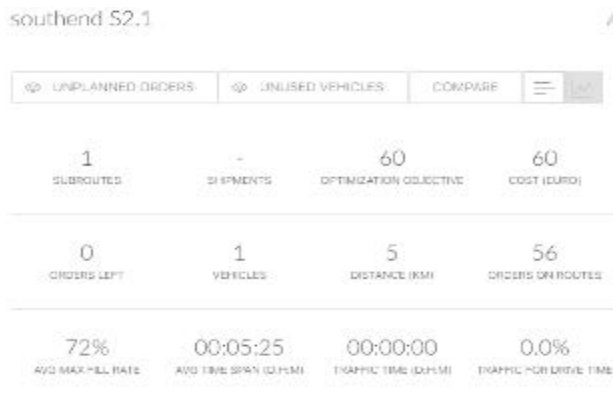 southend S2.1
UNPLANNED ORDERS UNUSED VEHICLES COMPARE
1 - 60 60
SUBROUTES SHIPMENTS OPTIMIZATION OBJECTIVE COST (EURO)
0 1 5 56
ORDERS LEFT VEHICLES DISTANCE (KM) ORDERS ON ROUTES
72% 00:05:25 00:00:00 0.0%
AVG MAX FILL RATE AVG TIME SPAN (D:H:M) TRAFFIC TIME (D:H:M) TRAFFIC FOR DRIVE TIME